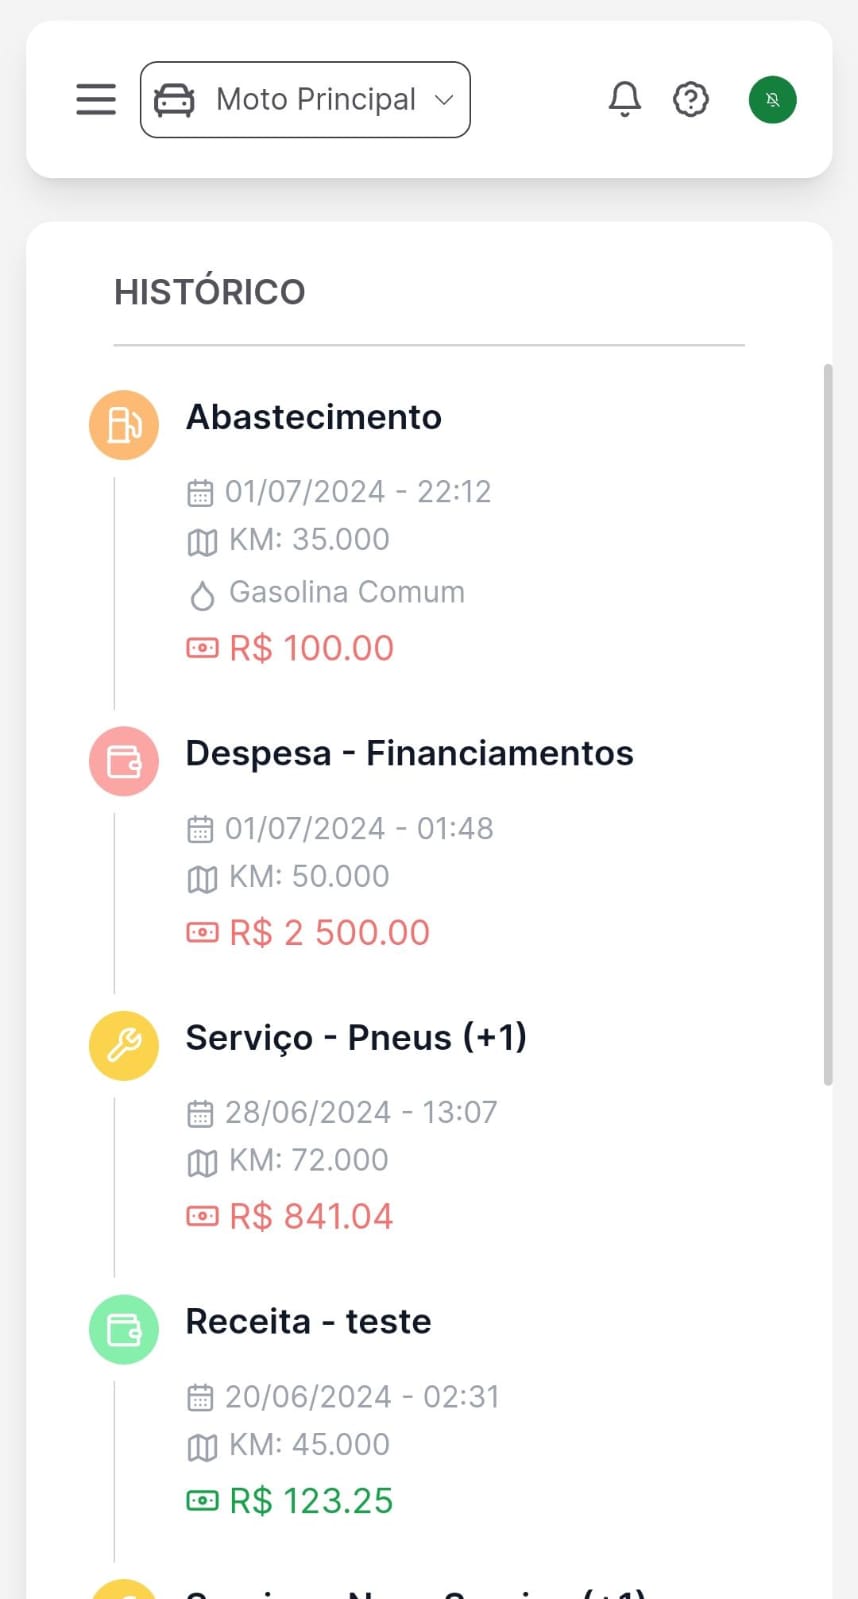 Moto Principal
HISTÓRICO
Abastecimento
01/07/2024 - 22:12
KM: 35.000
Gasolina Comum
R$ 100.00
Despesa - Financiamentos
01/07/2024 - 01:48
KM: 50.000
R$ 2 500.00
Serviço - Pneus (+1)
28/06/2024 - 13:07
KM: 72.000
R$ 841.04
Receita - teste
20/06/2024 - 02:31
KM: 45.000
R$ 123.25